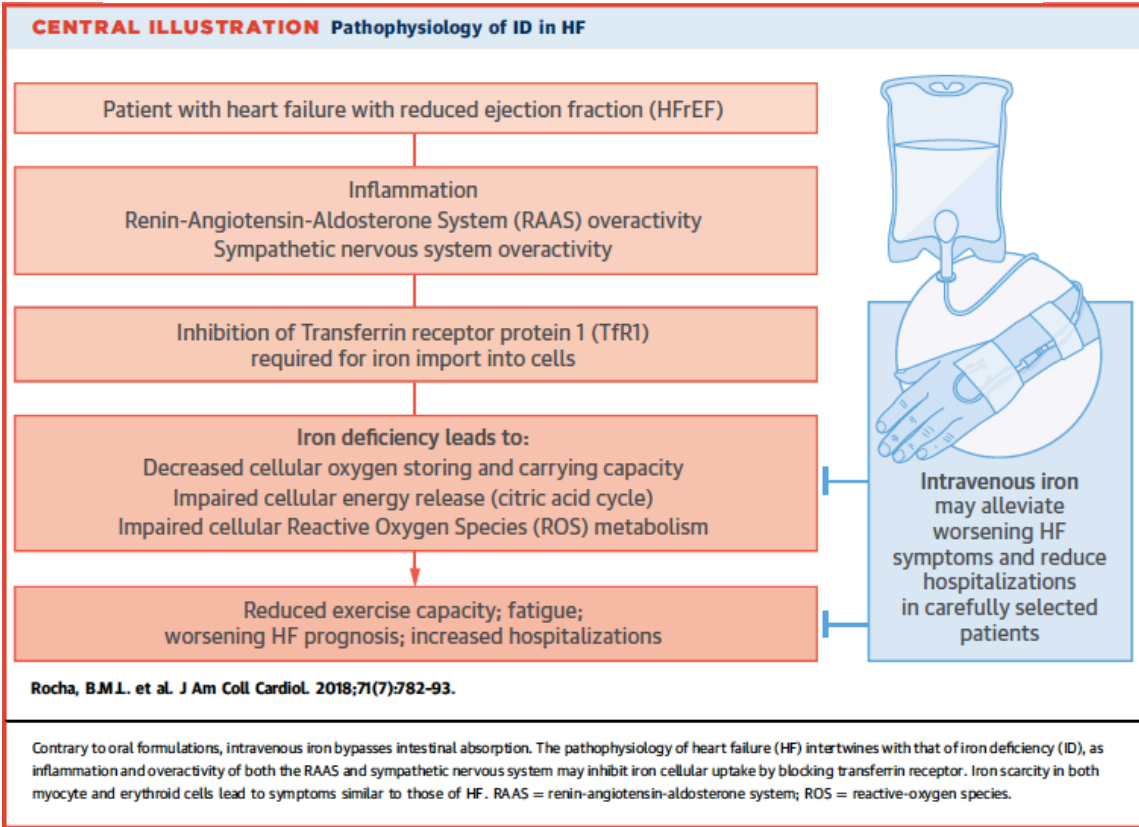 CENTRAL ILLUSTRATION Pathophysiology of ID in HF
Patient with heart failure with reduced ejection fraction (HFrEF)
Inflammation
Renin-Angiotensin-Aldosterone System (RAAS) overactivity
Sympathetic nervous system overactivity
Inhibition of Transferrin receptor protein 1 (TfR1)
required for iron import into cells
Iron deficiency leads to:
Decreased cellular oxygen storing and carrying capacity
Impaired cellular energy release (citric acid cycle)
Impaired cellular Reactive Oxygen Species (ROS) metabolism
Reduced exercise capacity; fatigue;
worsening HF prognosis; increased hospitalizations
Intravenous iron
may alleviate
worsening HF
symptoms and reduce
hospitalizations
in carefully selected
patients
Rocha, B.M.L. et al. J Am Coll Cardiol. 2018;71(7):782-93.
Contrary to oral formulations, intravenous iron bypasses intestinal absorption. The pathophysiology of heart failure (HF) intertwines with that of iron deficiency (ID), as
inflammation and overactivity of both the RAAS and sympathetic nervous system may inhibit iron cellular uptake by blocking transferrin receptor. Iron scarcity in both
myocyte and erythroid cells lead to symptoms similar to those of HF. RAAS = renin-angiotensin-aldosterone system; ROS = reactive-oxygen species.